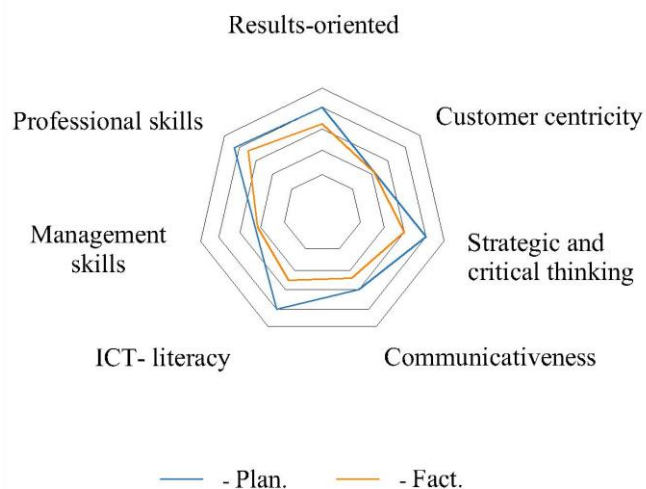 Results-oriented
Professional skills
Customer centricity
Management
skills
Strategic and
critical thinking
ICT- literacy
Communicativeness
- Plan.
- Fact.